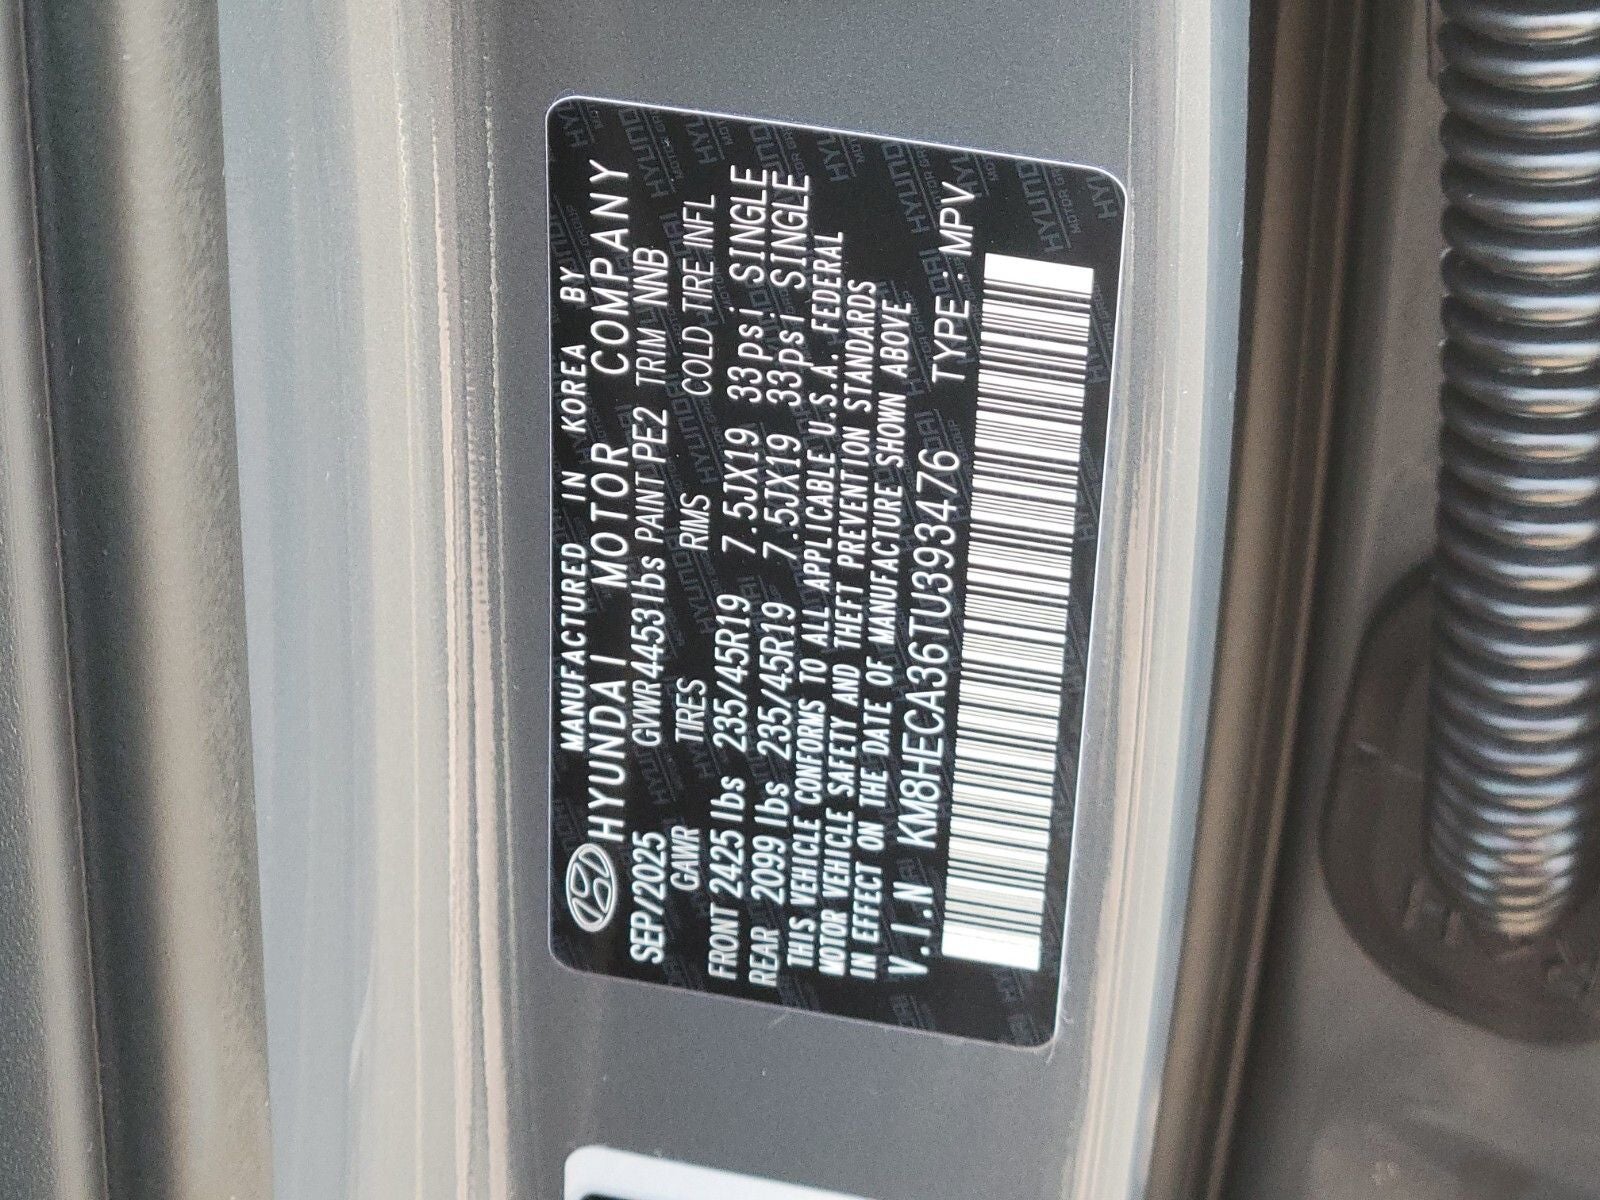 MANUFACTURED IN KOREA BY
HYUNDAI MOTOR COMPANY
SEP/2025 GVWR 4453 lbs PAINT PE2 TRIM NNB
GAWR TIRES RIMS COLD TIRE INFL
FRONT 2425 lbs 235/45R19 7.5JX19 33psi SINGLE
REAR 2099 lbs 235/45R19 7.5JX19 33psi SINGLE
THIS VEHICLE CONFORMS TO ALL APPLICABLE U.S.A. FEDERAL
MOTOR VEHICLE SAFETY AND THEFT PREVENTION STANDARDS
IN EFFECT ON THE DATE OF MANUFACTURE SHOWN ABOVE
V.I.N KM8HECA36TU393476 TYPE : MPV